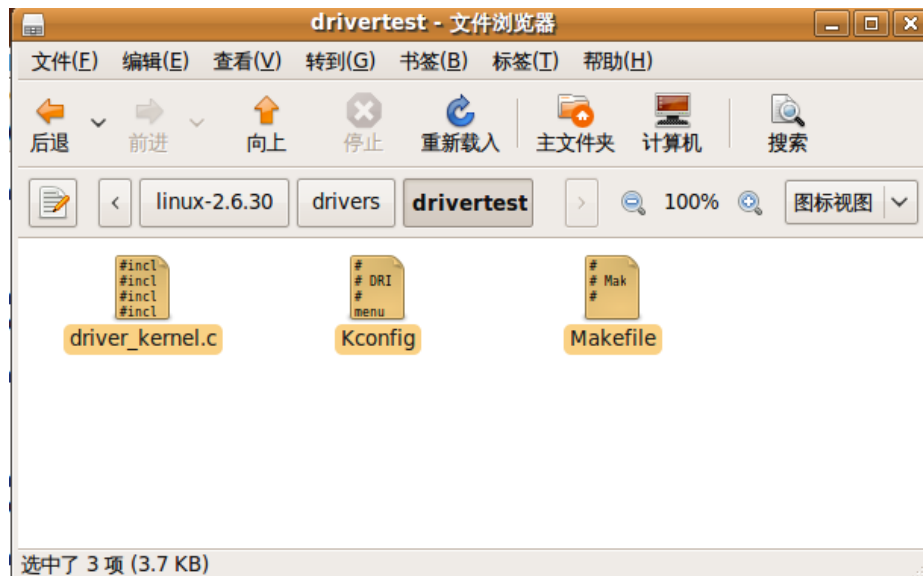 drivertest - 文件浏览器
文件(F) 编辑(E) 查看(V) 转到(G) 书签(B) 标签(T) 帮助(H)
后退 前进 向上 停止 重新载入 主文件夹 计算机 搜索
linux-2.6.30 drivers drivertest 100% 图标视图
#incl # #
#incl # DRI # Mak
#incl # #
#incl menu
driver_kernel.c Kconfig Makefile
选中了 3 项 (3.7 KB)